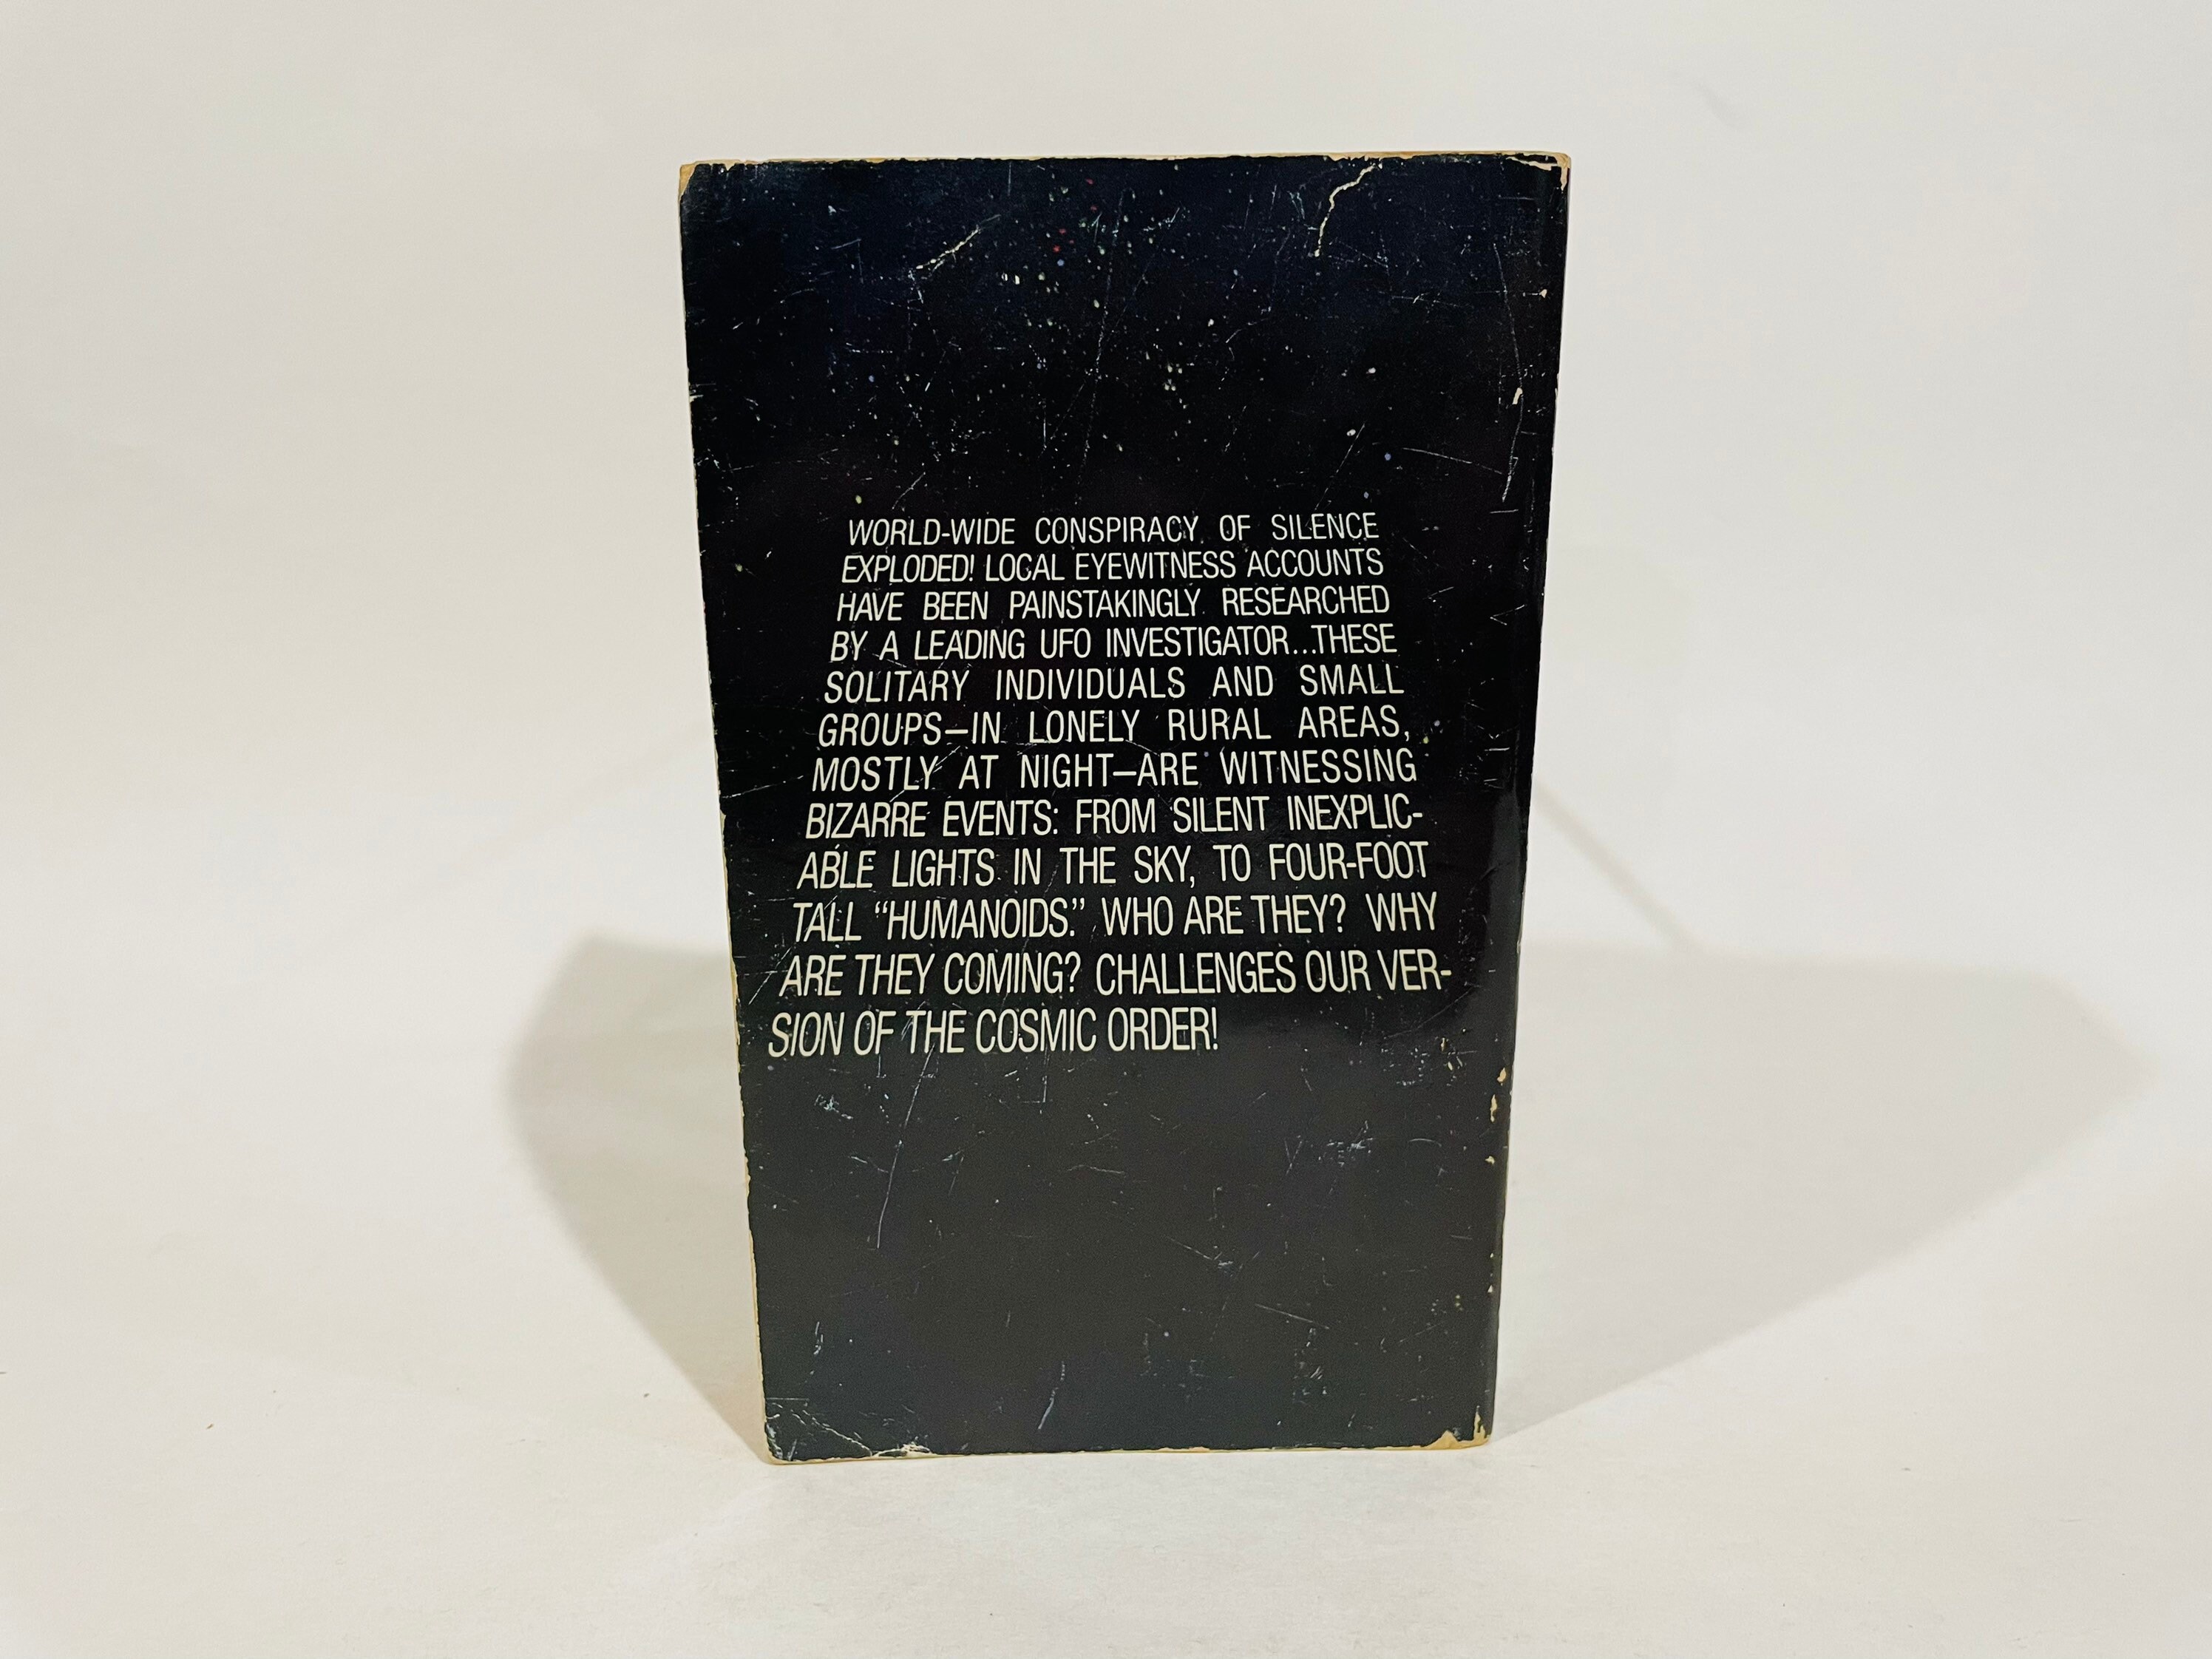 WORLD-WIDE CONSPIRACY OF SILENCE
EXPLODED! LOCAL EYEWITNESS ACCOUNTS
HAVE BEEN PAINSTAKINGLY RESEARCHED
BY A LEADING UFO INVESTIGATOR...THESE
SOLITARY INDIVIDUALS AND SMALL
GROUPS—IN LONELY RURAL AREAS,
MOSTLY AT NIGHT—ARE WITNESSING
BIZARRE EVENTS: FROM SILENT INEXPLIC-
ABLE LIGHTS IN THE SKY, TO FOUR-FOOT
TALL “HUMANOIDS.” WHO ARE THEY? WHY
ARE THEY COMING? CHALLENGES OUR VER-
SION OF THE COSMIC ORDER!